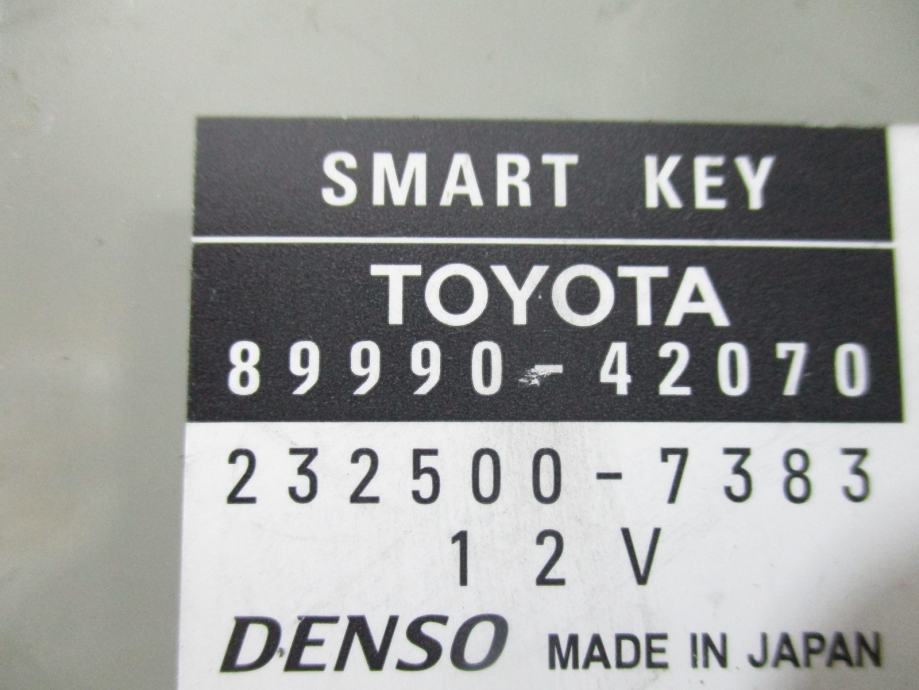 SMART KEY
TOYOTA
89990-42070
232500-7383
12V
DENSO MADE IN JAPAN